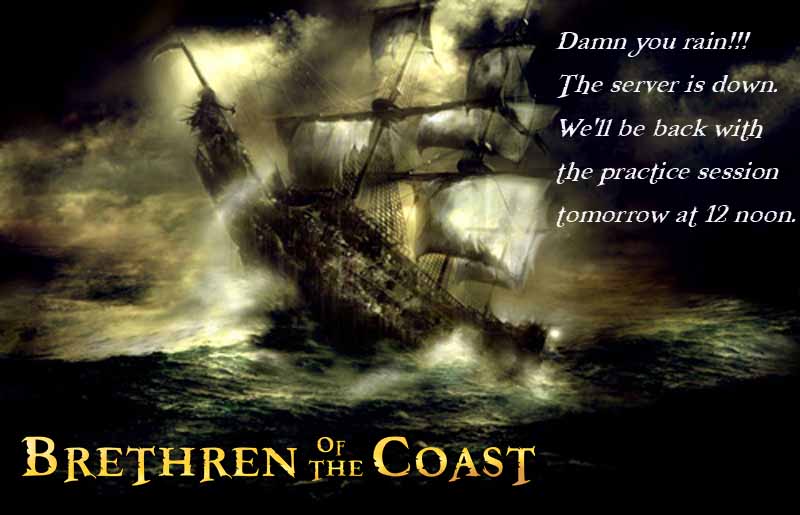 Damn you rain!!!
The server is down.
We'll be back with
the practice session
tomorrow at 12 noon.
BRETHREN OF THE COAST